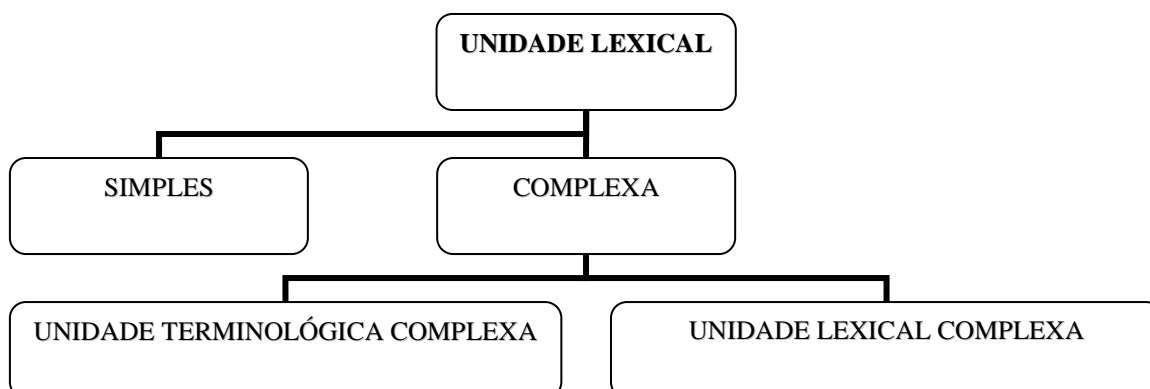 UNIDADE LEXICAL
SIMPLES
COMPLEXA
UNIDADE TERMINOLÓGICA COMPLEXA
UNIDADE LEXICAL COMPLEXA